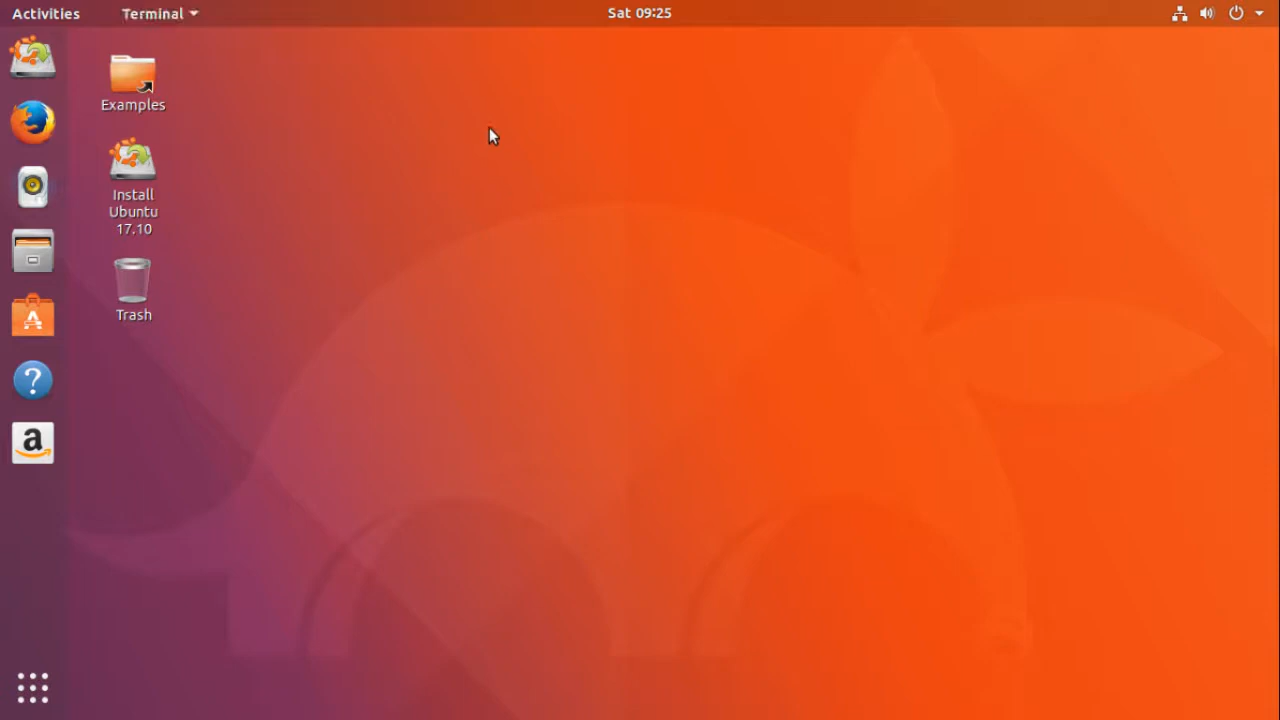 Activities
Terminal
Sat 09:25
Examples
Install
Ubuntu
17.10
Trash